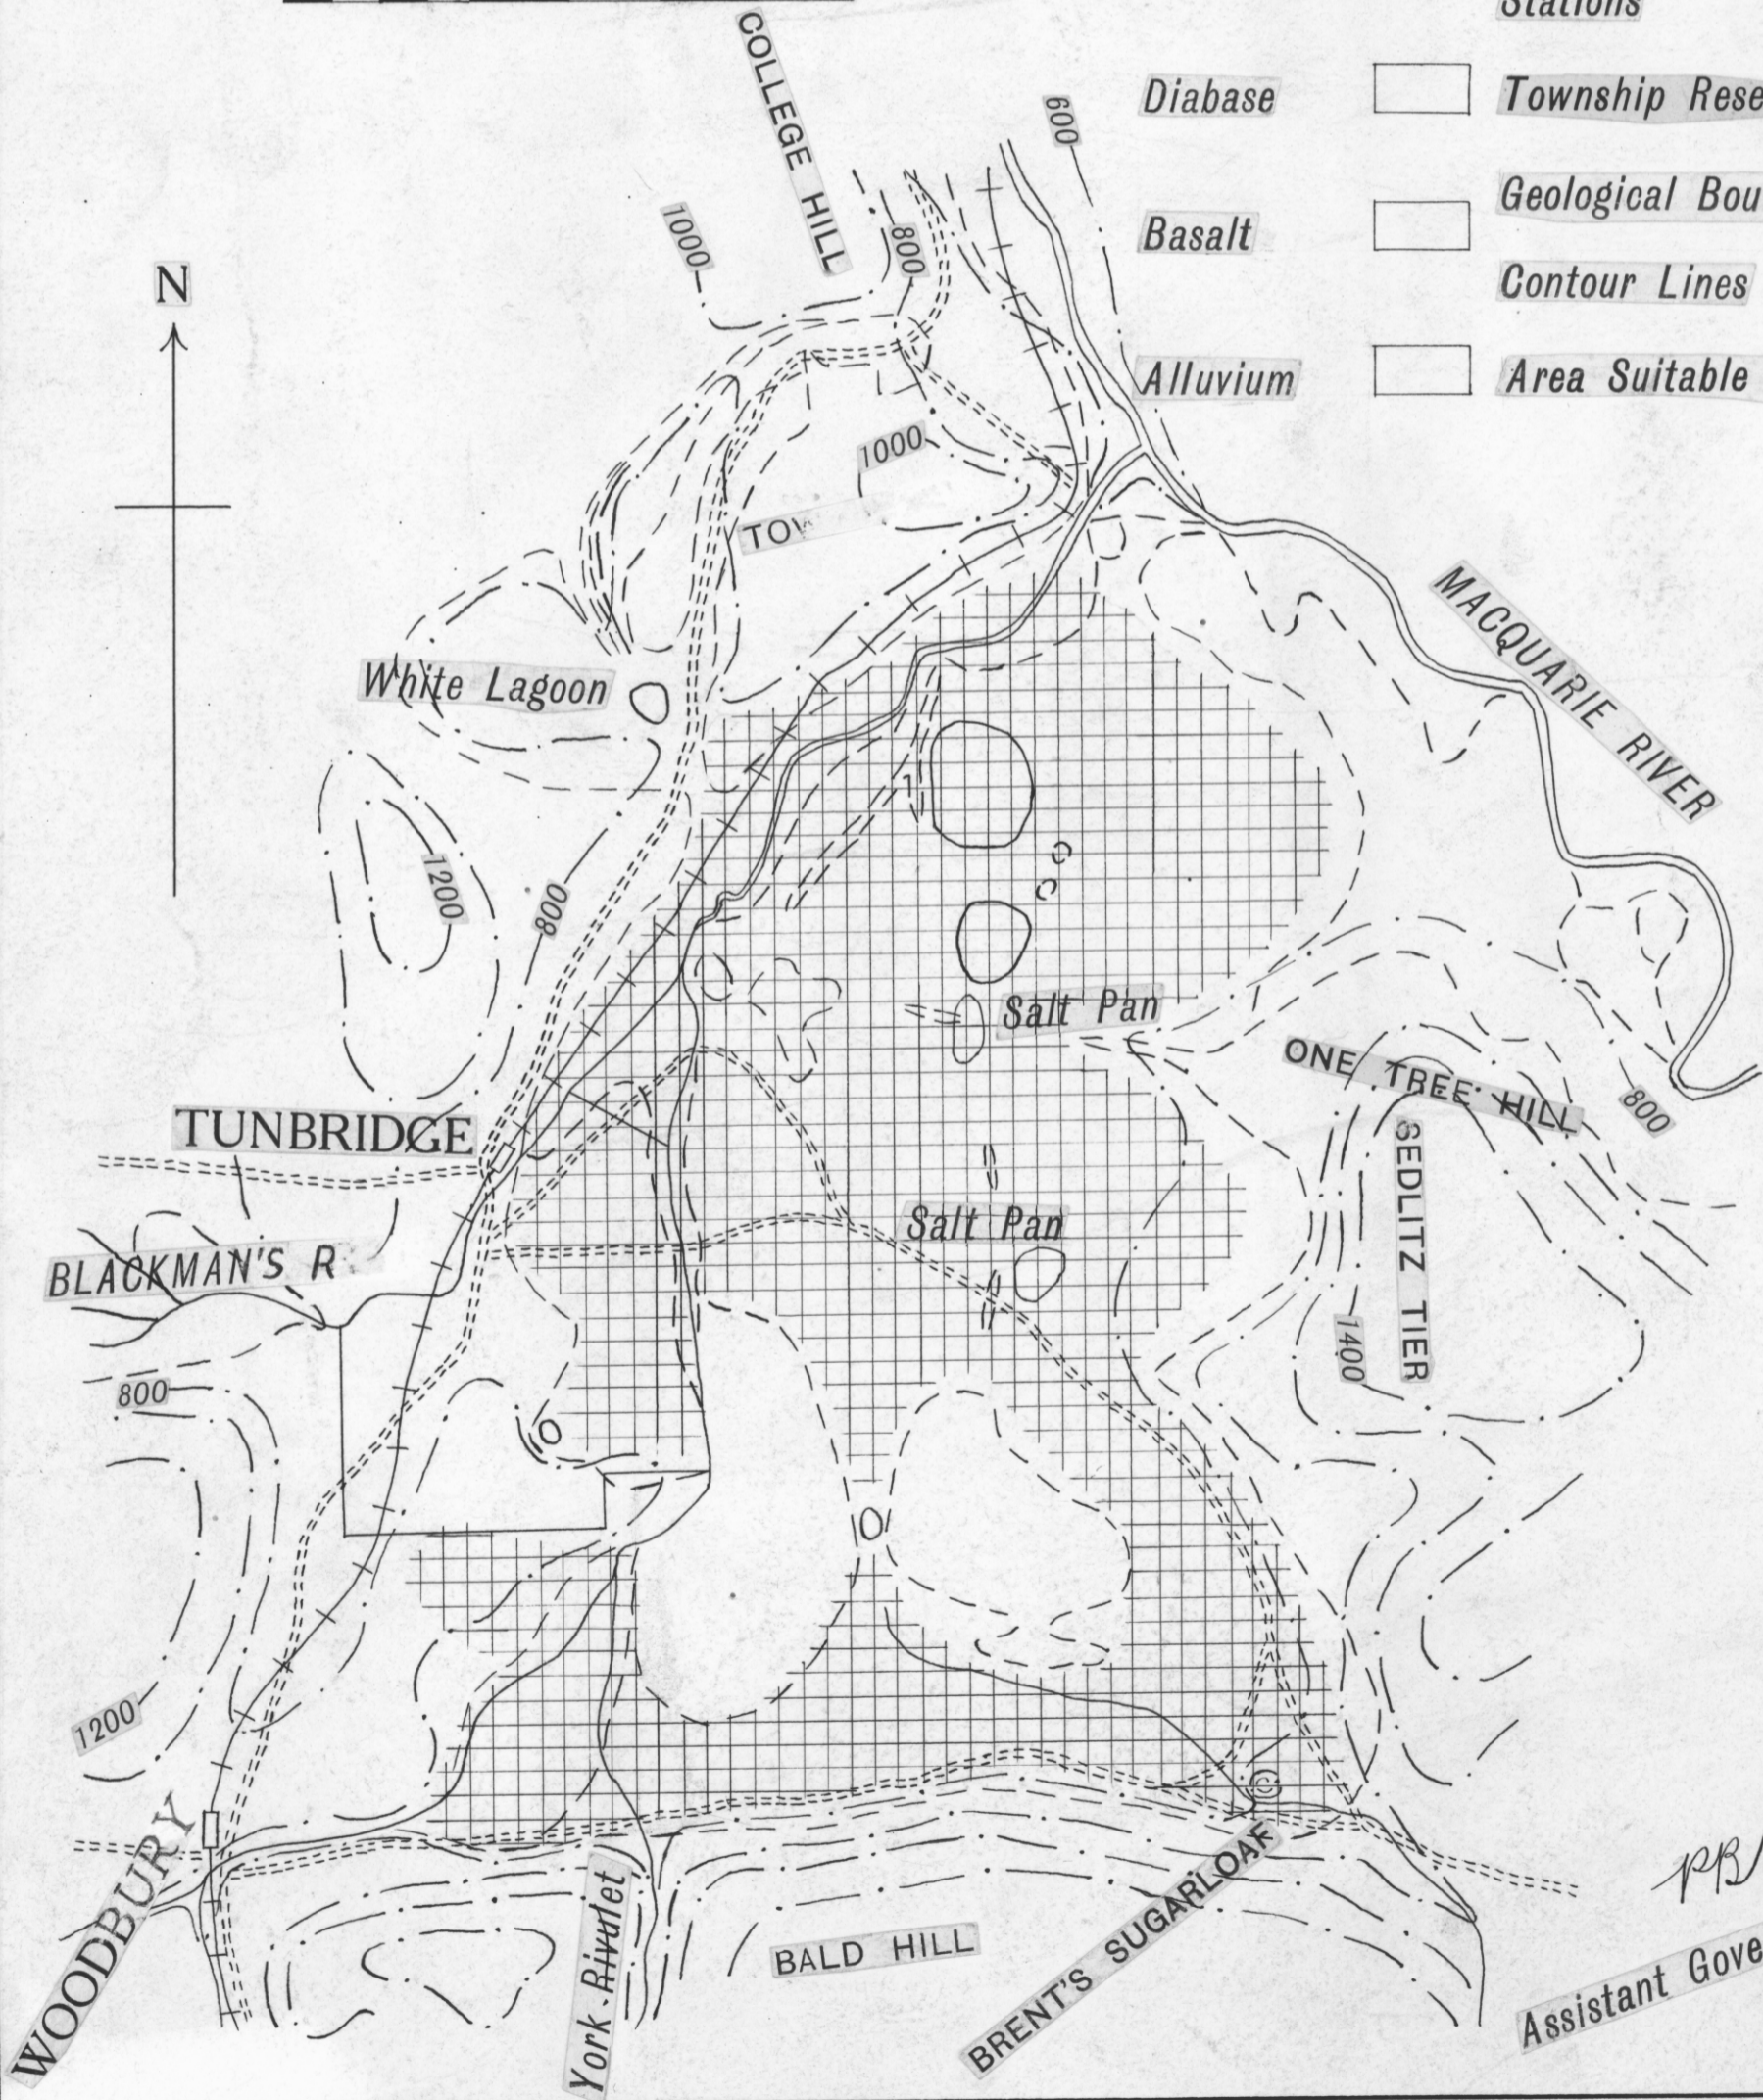 Stations
COLLEGE HILL
600
Diabase
Township Rese
1000
800
Basalt
Geological Bou
N
Contour Lines
Alluvium
Area Suitable
1000
TOW
White Lagoon
MACQUARIE RIVER
1200
800
Salt Pan
ONE TREE HILL
800
TUNBRIDGE
SEDLITZ TIER
Salt Pan
BLACKMAN'S R.
1400
800
1200
WOODBURY
York Rivulet
BALD HILL
BRENT'S SUGARLOAF
PB
Assistant Gove